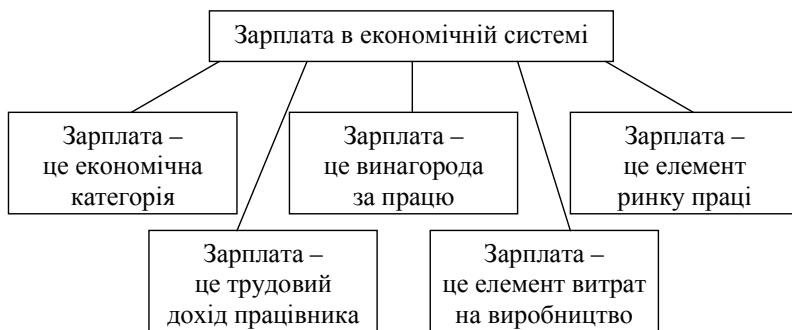 Зарплата в економічній системі
Зарплата –
це економічна
категорія
Зарплата –
це винагорода
за працю
Зарплата –
це елемент
ринку праці
Зарплата –
це трудовий
дохід працівника
Зарплата –
це елемент витрат
на виробництво